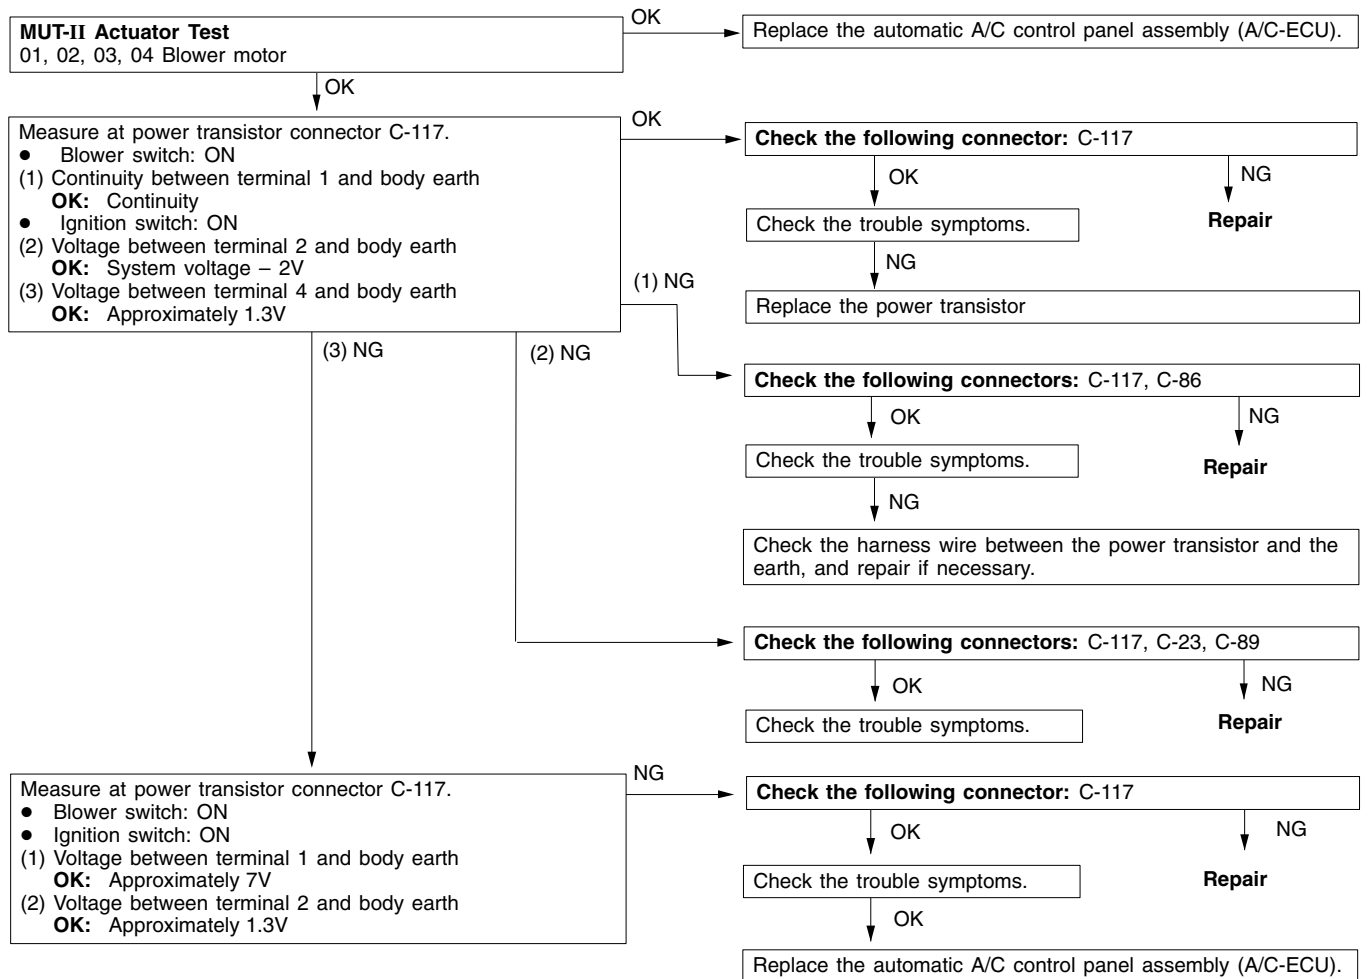 MUT-II Actuator Test
01, 02, 03, 04 Blower motor
OK
Replace the automatic A/C control panel assembly (A/C-ECU).
OK
Measure at power transistor connector C-117.
● Blower switch: ON
(1) Continuity between terminal 1 and body earth
OK: Continuity
● Ignition switch: ON
(2) Voltage between terminal 2 and body earth
OK: System voltage – 2V
(3) Voltage between terminal 4 and body earth
OK: Approximately 1.3V
OK
Check the following connector: C-117
OK
NG
Check the trouble symptoms.
Repair
NG
Replace the power transistor
(1) NG
(3) NG
(2) NG
Check the following connectors: C-117, C-86
OK
NG
Check the trouble symptoms.
Repair
NG
Check the harness wire between the power transistor and the
earth, and repair if necessary.
Check the following connectors: C-117, C-23, C-89
OK
NG
Check the trouble symptoms.
Repair
Measure at power transistor connector C-117.
● Blower switch: ON
● Ignition switch: ON
(1) Voltage between terminal 1 and body earth
OK: Approximately 7V
(2) Voltage between terminal 2 and body earth
OK: Approximately 1.3V
NG
Check the following connector: C-117
OK
NG
Check the trouble symptoms.
Repair
OK
Replace the automatic A/C control panel assembly (A/C-ECU).